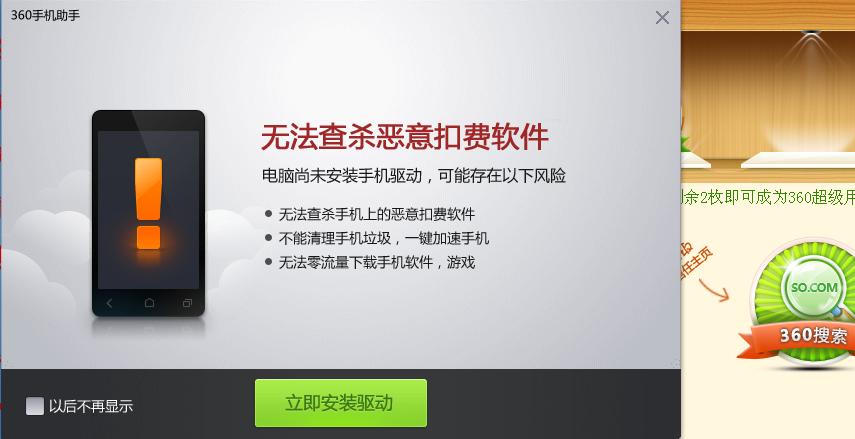 360手机助手
无法查杀恶意扣费软件
电脑尚未安装手机驱动，可能存在以下风险
无法查杀手机上的恶意扣费软件
不能清理手机垃圾，一键加速手机
无法零流量下载手机软件，游戏
以后不再显示
立即安装驱动
余2枚即可成为360超级用
任主页
SO.COM
360搜索